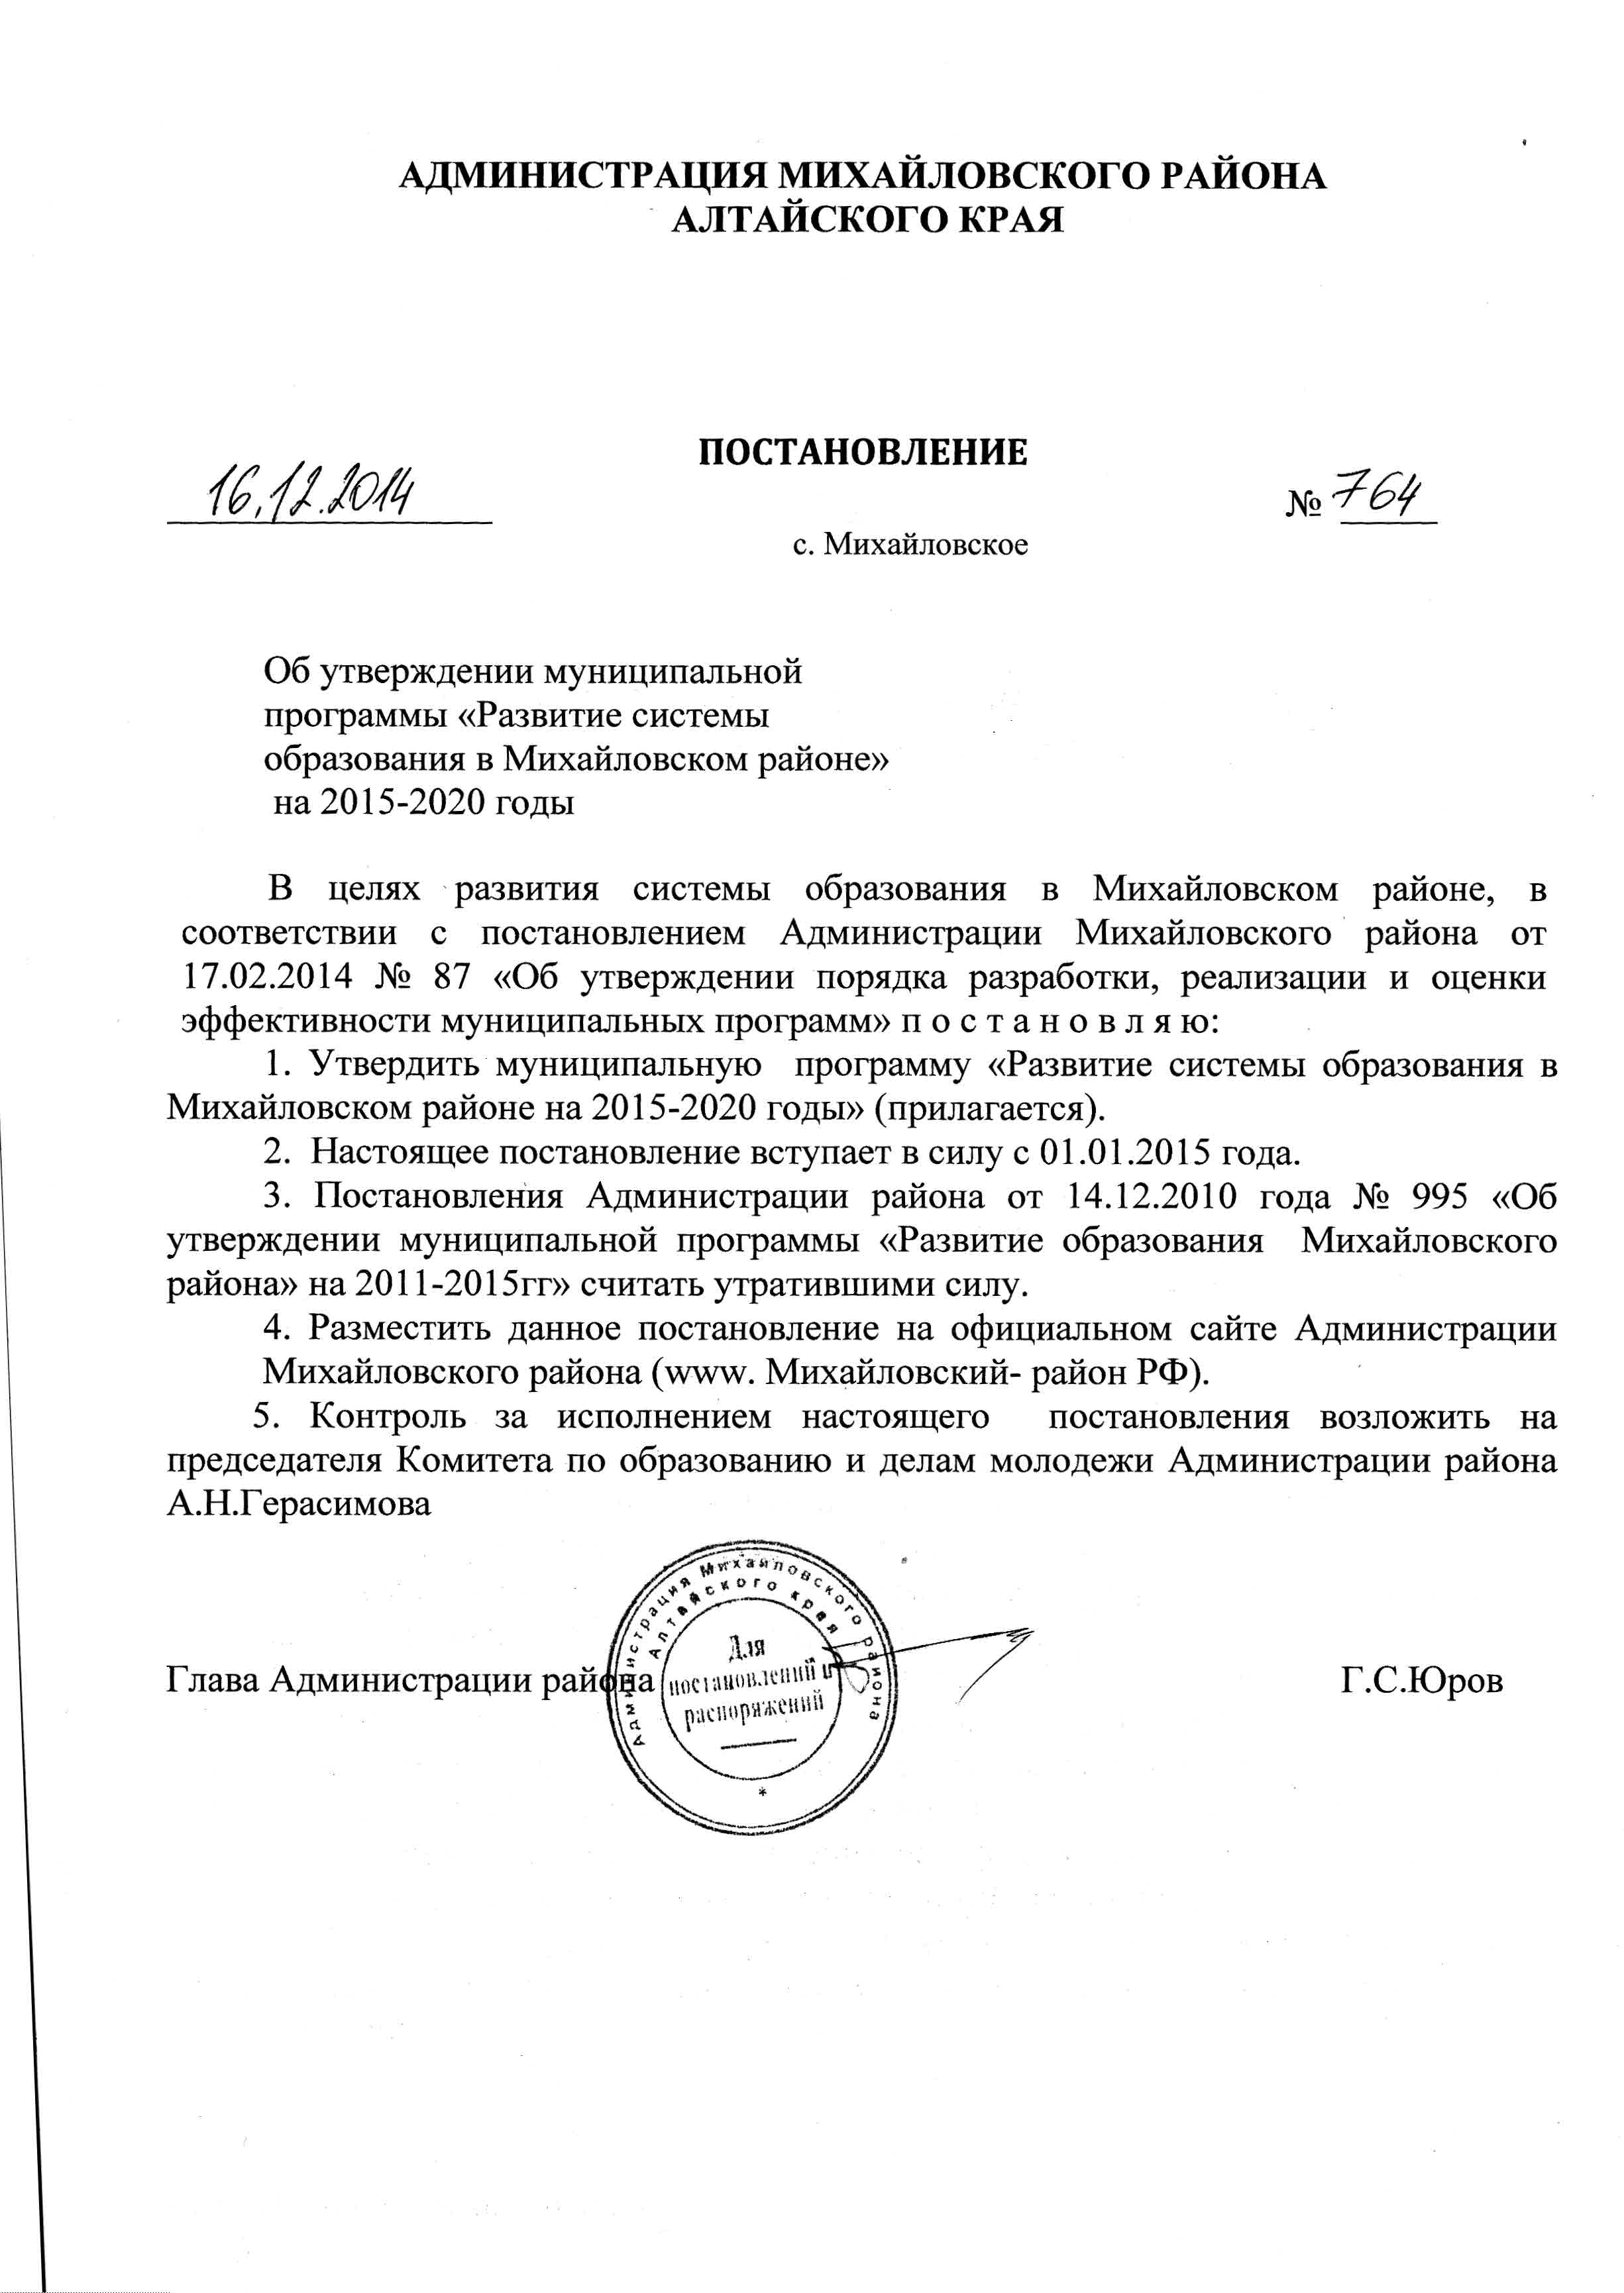 АДМИНИСТРАЦИЯ МИХАЙЛОВСКОГО РАЙОНА
АЛТАЙСКОГО КРАЯ
ПОСТАНОВЛЕНИЕ
16.12.2014 № 764
с. Михайловское
Об утверждении муниципальной
программы «Развитие системы
образования в Михайловском районе»
на 2015-2020 годы
В целях развития системы образования в Михайловском районе, в
соответствии с постановлением Администрации Михайловского района от
17.02.2014 № 87 «Об утверждении порядка разработки, реализации и оценки
эффективности муниципальных программ» п о с т а н о в л я ю:
1. Утвердить муниципальную программу «Развитие системы образования в
Михайловском районе на 2015-2020 годы» (прилагается).
2. Настоящее постановление вступает в силу с 01.01.2015 года.
3. Постановления Администрации района от 14.12.2010 года № 995 «Об
утверждении муниципальной программы «Развитие образования Михайловского
района» на 2011-2015гг» считать утратившими силу.
4. Разместить данное постановление на официальном сайте Администрации
Михайловского района (www. Михайловский- район РФ).
5. Контроль за исполнением настоящего постановления возложить на
председателя Комитета по образованию и делам молодежи Администрации района
А.Н.Герасимова
Администрация Михайловского района
Алтайского края
Для
постановлений и
распоряжений
*
Глава Администрации района Г.С.Юров